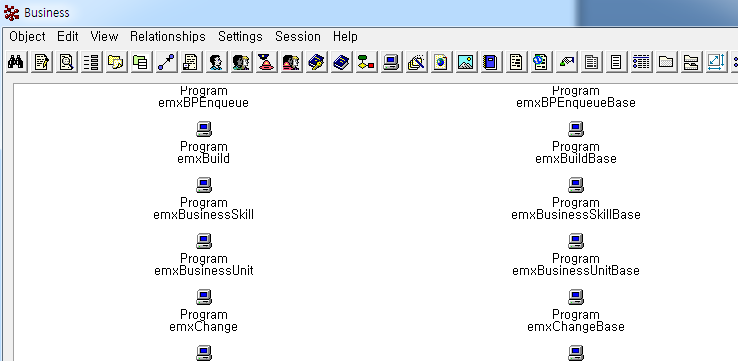 Business
Object Edit View Relationships Settings Session Help
Program Program
emxBPEnqueue emxBPEnqueueBase
Program Program
emxBuild emxBuildBase
Program Program
emxBusinessSkill emxBusinessSkillBase
Program Program
emxBusinessUnit emxBusinessUnitBase
Program Program
emxChange emxChangeBase